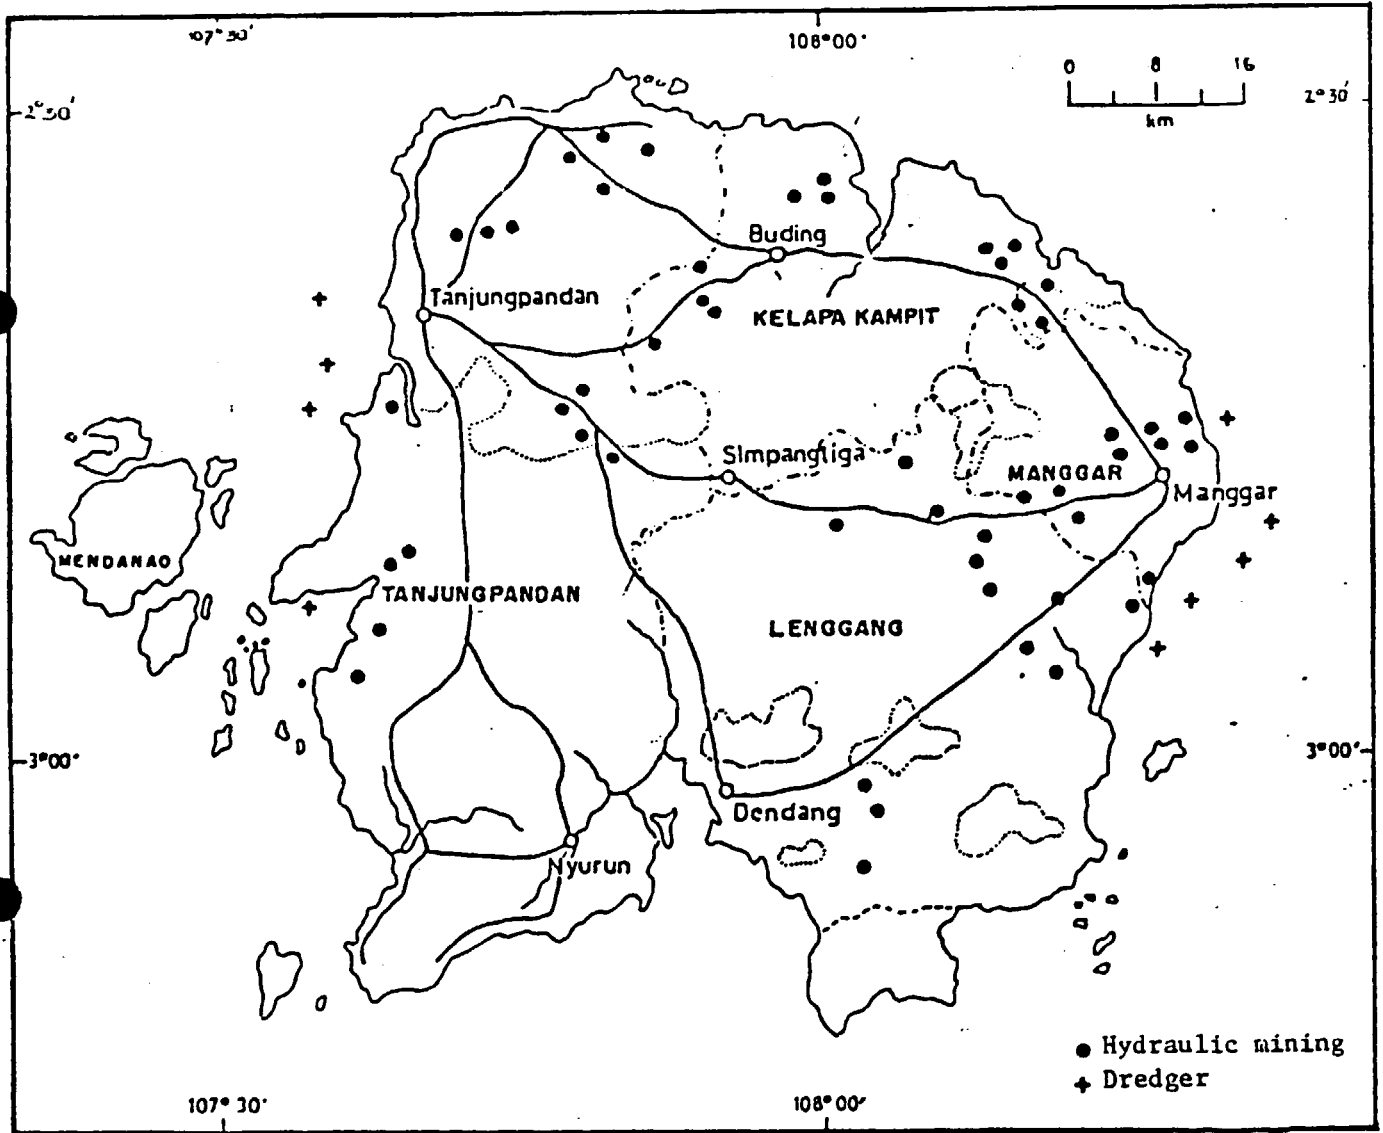 107°30'
108°00'
0 8 16
km
2°30'
2°30'
Buding
Tanjungpandan
KELAPA KAMPIT
Simpangtiga
MANGGAR
Manggar
MENDANAO
TANJUNGPANDAN
LENGGANG
3°00'
3°00'
Dendang
Nyurun
Hydraulic mining
Dredger
107°30'
108°00'